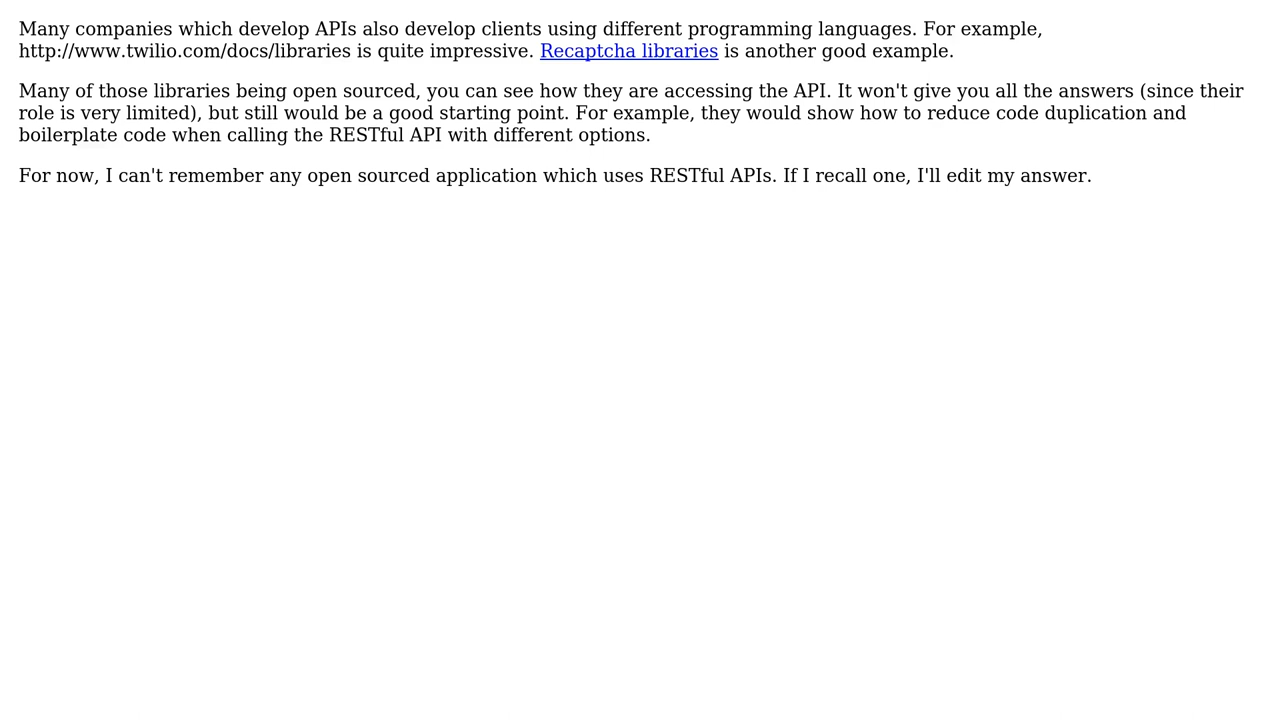 Many companies which develop APIs also develop clients using different programming languages. For example,
http://www.twilio.com/docs/libraries is quite impressive. Recaptcha libraries is another good example.
Many of those libraries being open sourced, you can see how they are accessing the API. It won't give you all the answers (since their
role is very limited), but still would be a good starting point. For example, they would show how to reduce code duplication and
boilerplate code when calling the RESTful API with different options.
For now, I can't remember any open sourced application which uses RESTful APIs. If I recall one, I'll edit my answer.